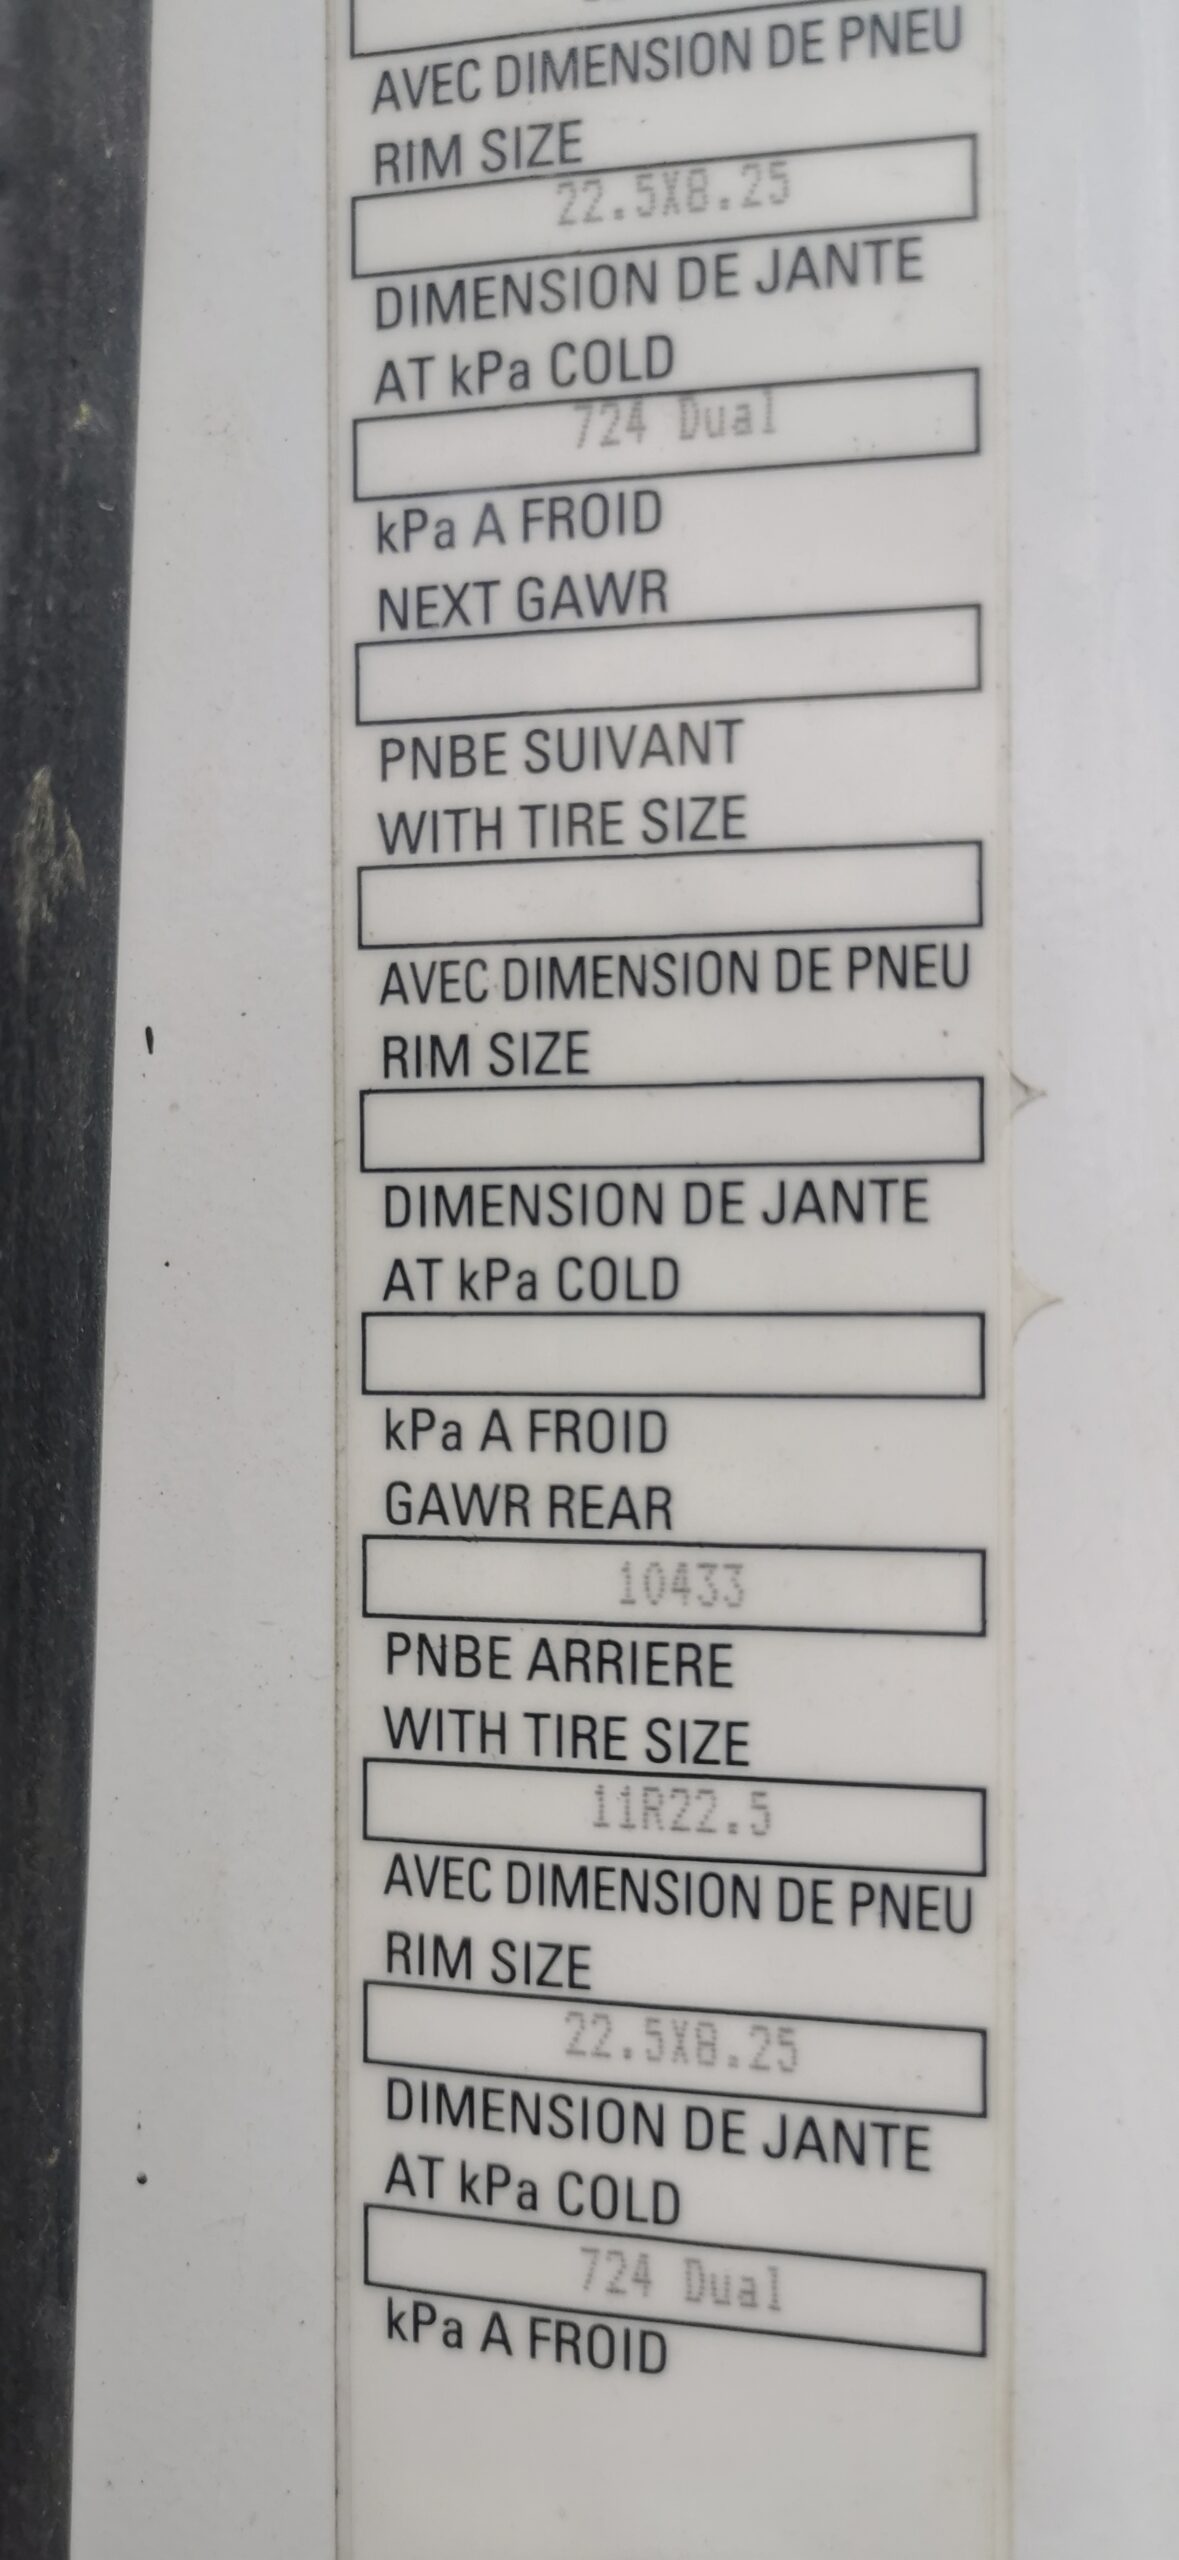 AVEC DIMENSION DE PNEU
RIM SIZE
22.5X8.25
DIMENSION DE JANTE
AT kPa COLD
724 Dual
kPa A FROID
NEXT GAWR
PNBE SUIVANT
WITH TIRE SIZE
AVEC DIMENSION DE PNEU
RIM SIZE
DIMENSION DE JANTE
AT kPa COLD
kPa A FROID
GAWR REAR
10433
PNBE ARRIERE
WITH TIRE SIZE
11R22.5
AVEC DIMENSION DE PNEU
RIM SIZE
22.5X8.25
DIMENSION DE JANTE
AT kPa COLD
724 Dual
kPa A FROID